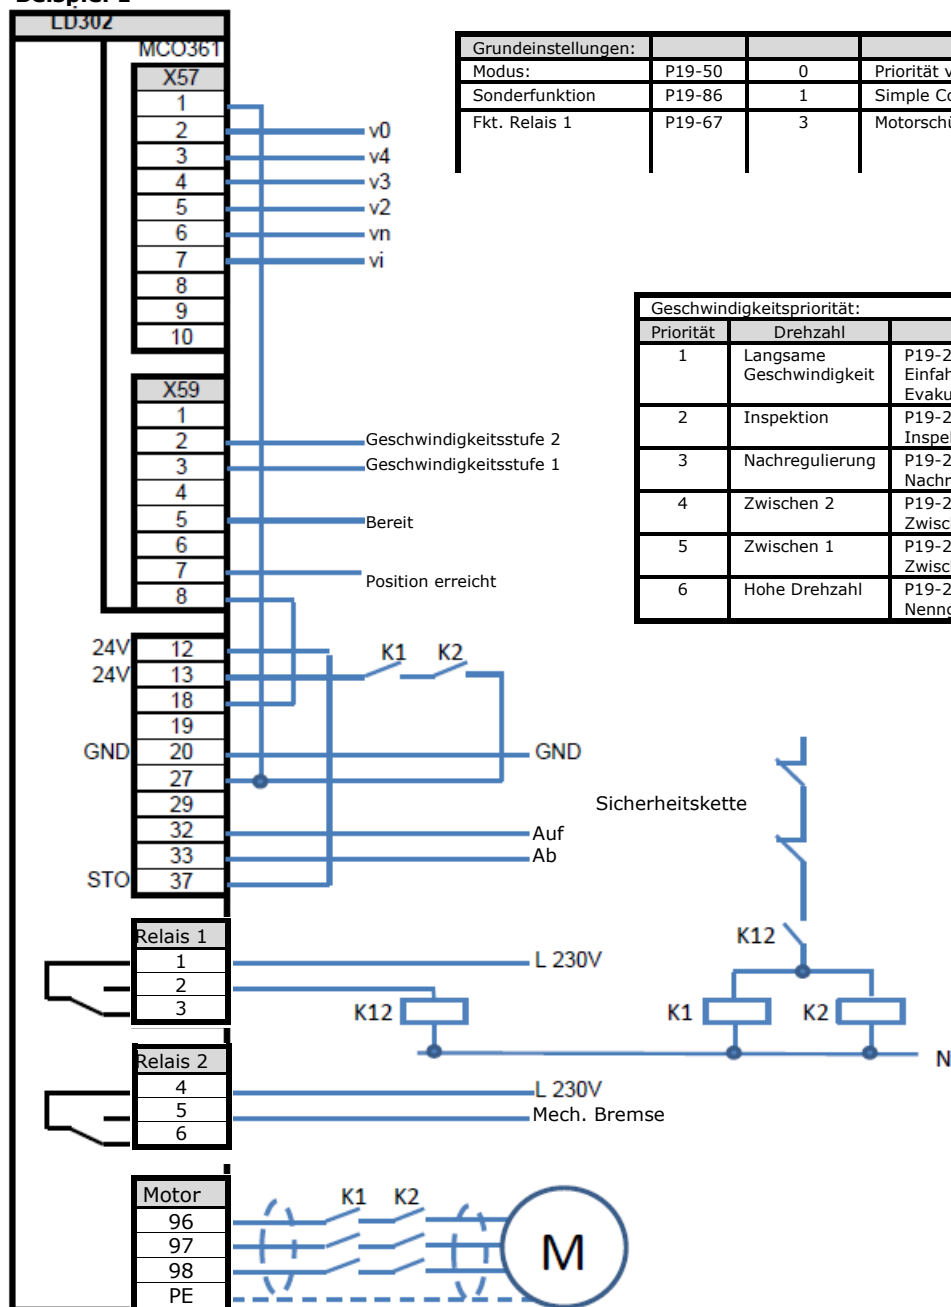 LD302
MCO361
X57
1
2
3
4
5
6
7
8
9
10
v0
v4
v3
v2
vn
vi
Grundeinstellungen:
Modus: P19-50 0 Priorität
Sonderfunktion P19-86 1 Simple
Fkt. Relais 1 P19-67 3
Geschwindigkeitspriorität:
Priorität Drehzahl
1 Langsame
Geschwindigkeit
2 Inspektion
3 Nachregulierung
4 Zwischen 2
5 Zwischen 1
6 Hohe Drehzahl
X59
1
2 Geschwindigkeitsstufe 2
3 Geschwindigkeitsstufe 1
4
5 Bereit
6
7 Position erreicht
8
24V 12
24V 13
K1 K2
18
19
GND 20 GND
27
29
32 Auf
33 Ab
STO 37
Sicherheitskette
K12
K1 K2
N
Relais 1
1 L 230V
2
3
K12
Relais 2
4 L 230V
5 Mech. Bremse
6
Motor
96
97
98
PE
K1 K2
M